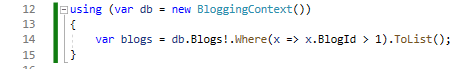 12 using (var db = new BloggingContext())
13 {
14 var blogs = db.Blogs!.Where(x => x.BlogId > 1).ToList();
15 }